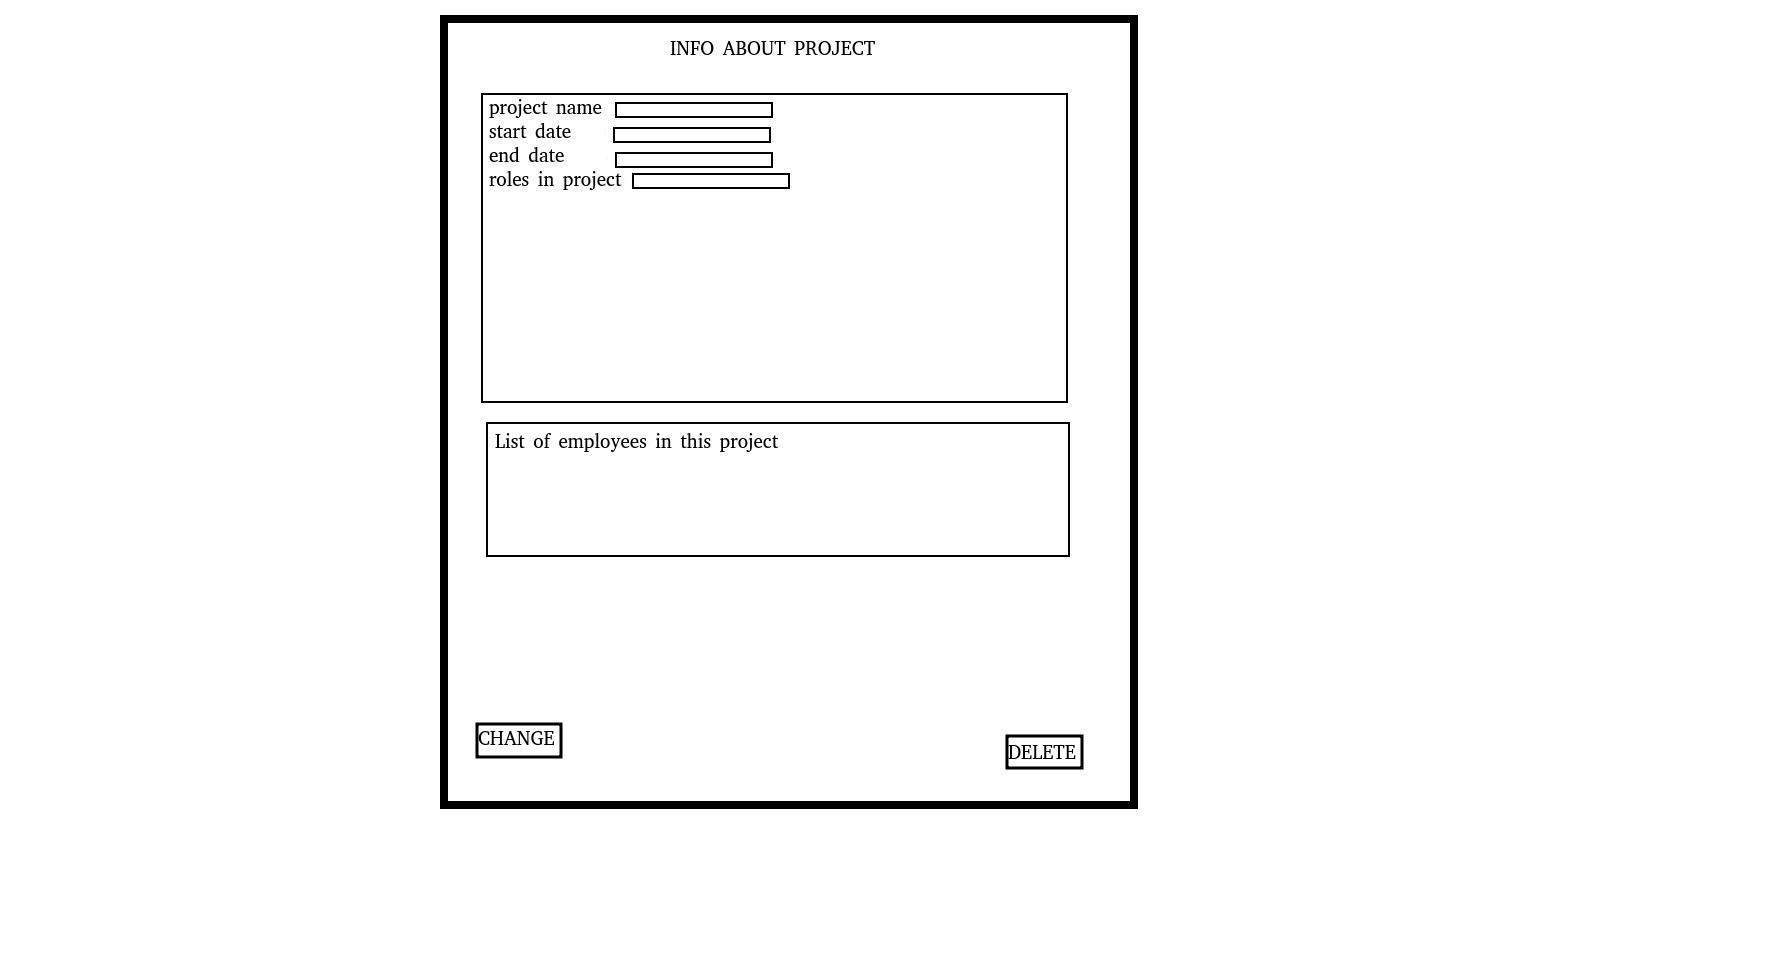 INFO ABOUT PROJECT
project name
start date
end date
roles in project
List of employees in this project
CHANGE
DELETE